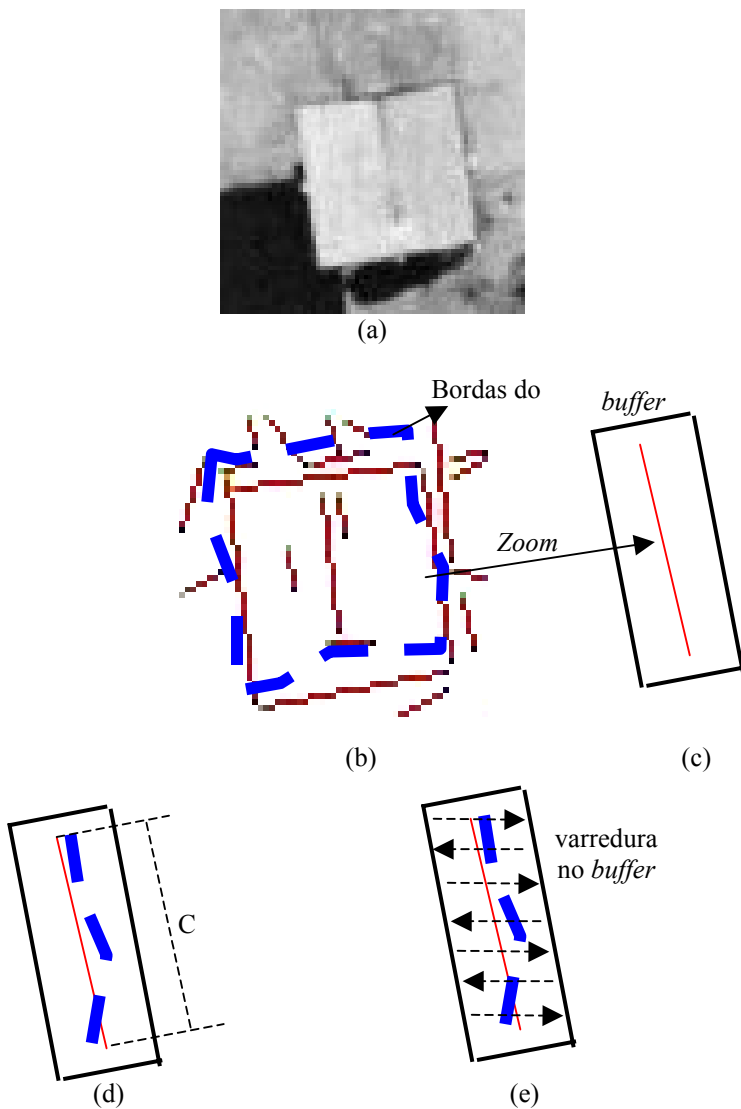 (a)
Bordas do
buffer
Zoom
(b)
(c)
C
varredura
no buffer
(d)
(e)